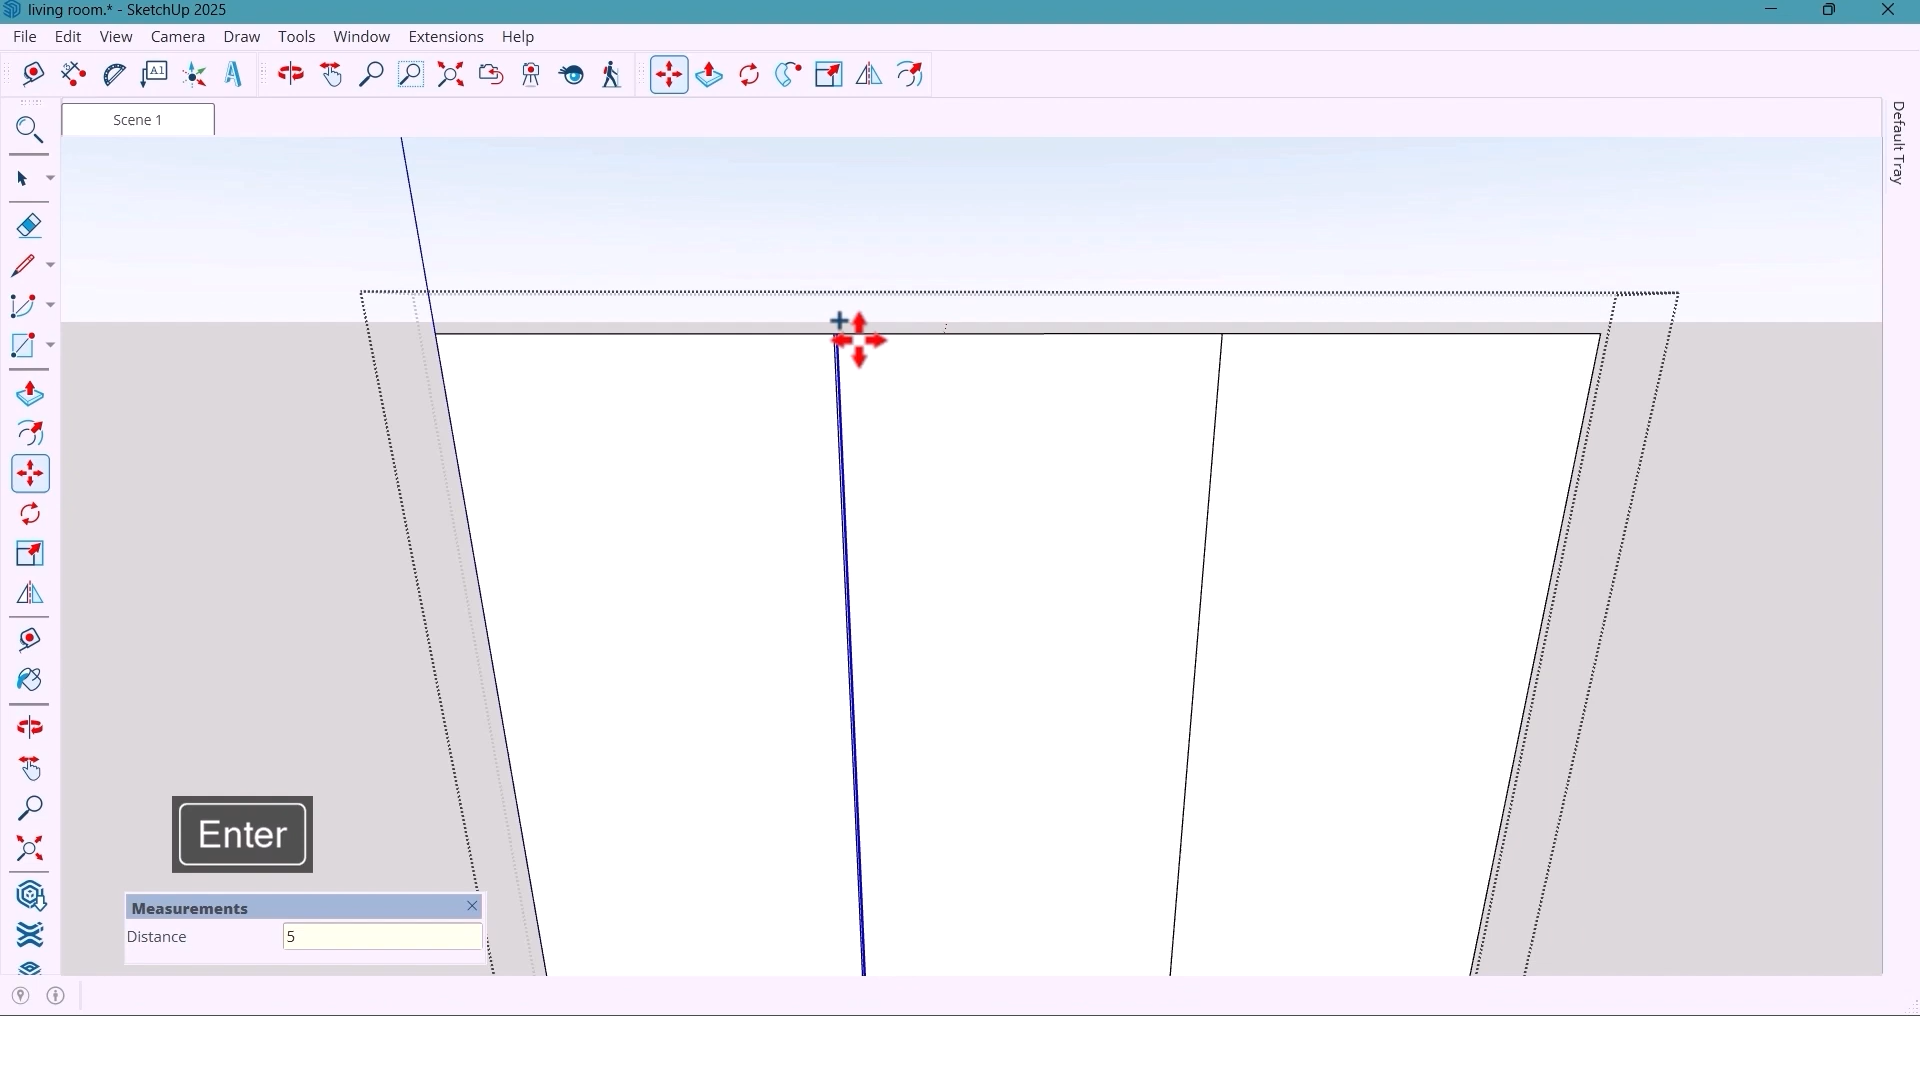 living room.* - SketchUp 2025
File Edit View Camera Draw Tools Window Extensions Help
A1
A
Scene 1
Default Tray
Enter
Measurements
Distance 5